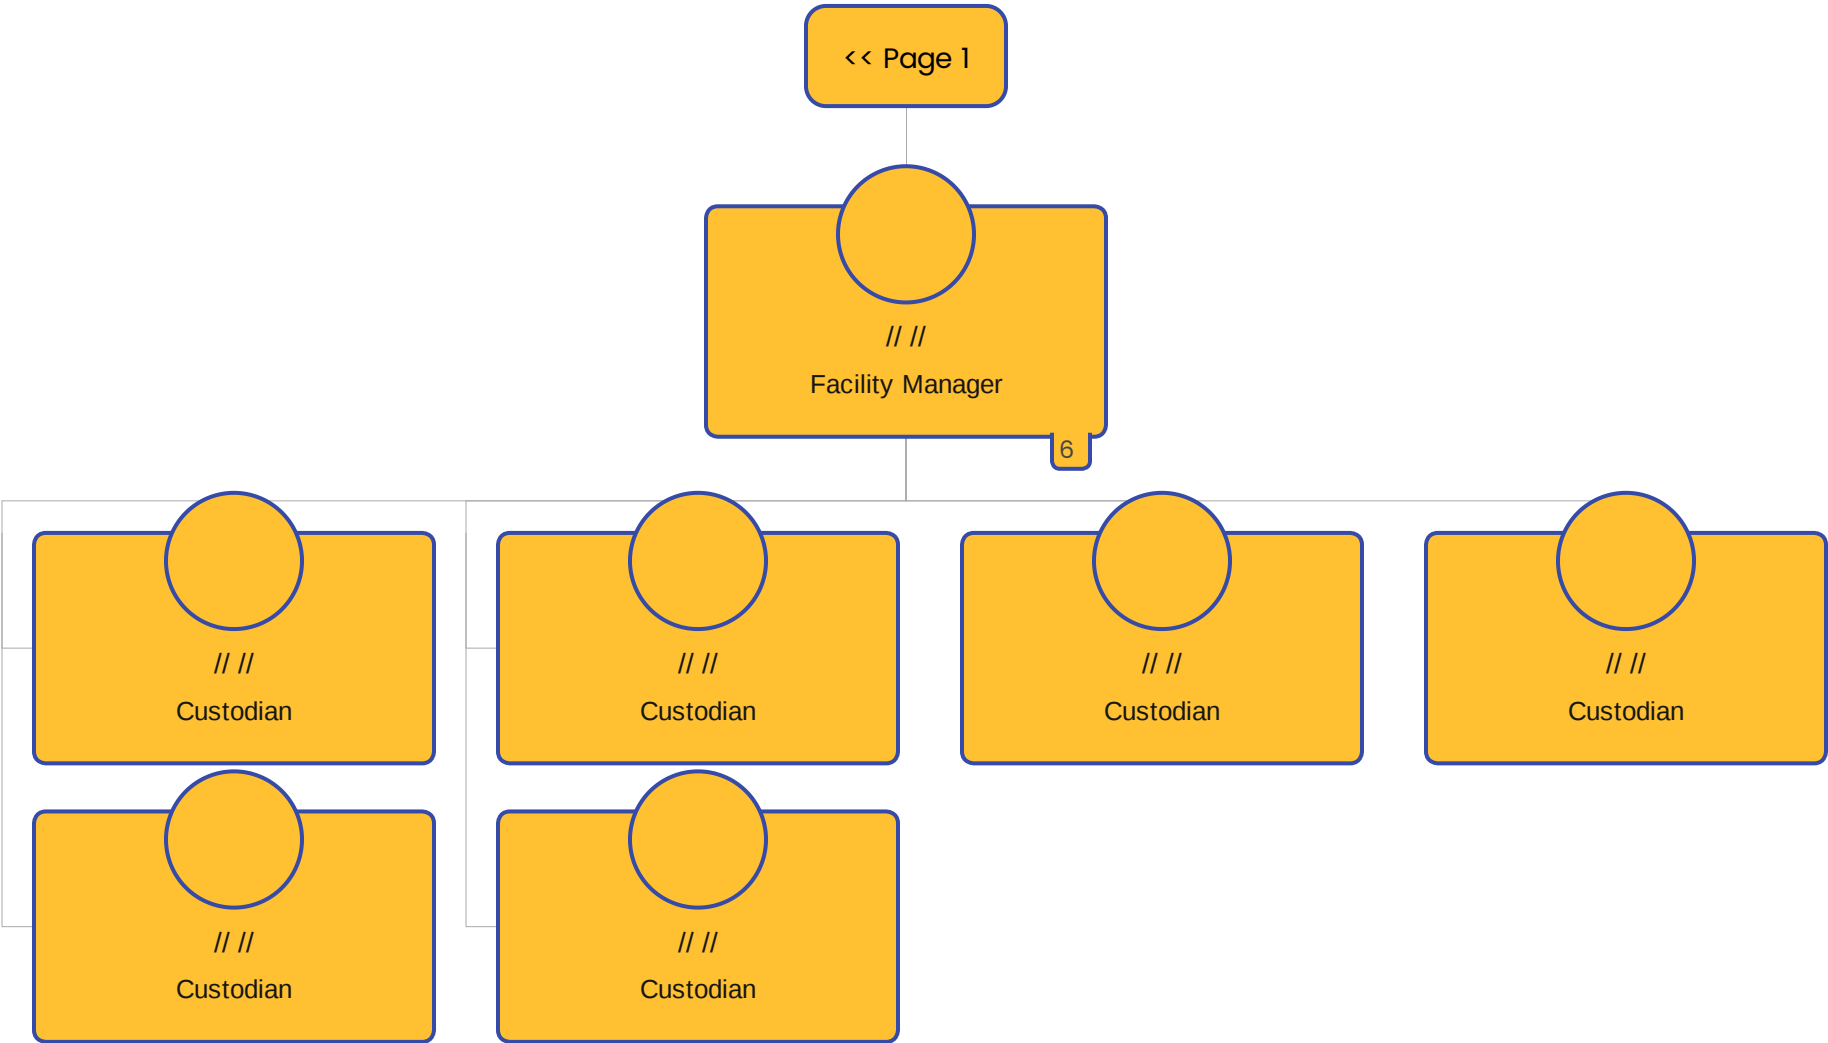 << Page 1
// //
Facility Manager
6
// //
Custodian
// //
Custodian
// //
Custodian
// //
Custodian
// //
Custodian
// //
Custodian